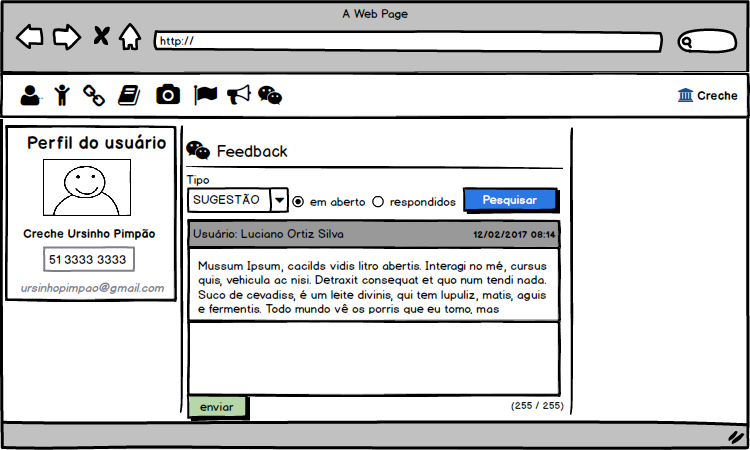 A Web Page
http://
Creche
Perfil do usuário
Creche Ursinho Pimpão
51 3333 3333
ursinhopimpao@gmail.com
Feedback
Tipo
SUGESTÃO
em aberto
respondidos
Pesquisar
Usuário: Luciano Ortiz Silva
12/02/2017 08:14
Mussum Ipsum, cacilds vidis litro abertis. Interagi no mé, cursus
quis, vehicula ac nisi. Detraxit consequat et quo num tendi nada.
Suco de cevadiss, é um leite divinis, qui tem lupuliz, matis, aguis
e fermentis. Todo mundo vê os porris que eu tomo, mas
enviar
(255 / 255)